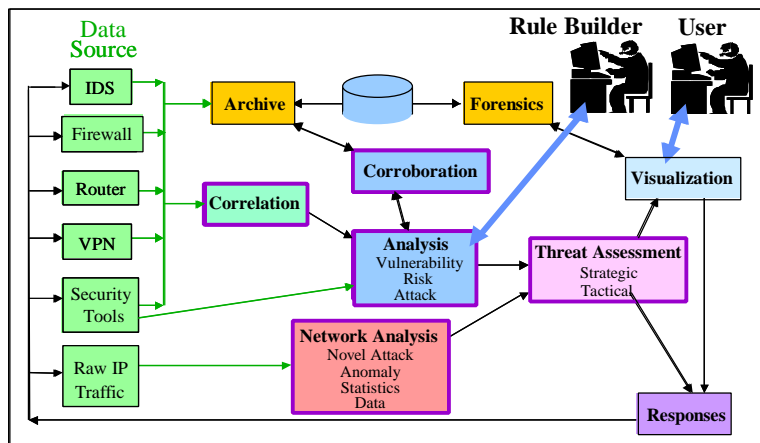 Data
Source
Rule Builder
User
IDS
Firewall
Router
VPN
Security
Tools
Raw IP
Traffic
Archive
Forensics
Corroboration
Correlation
Visualization
Analysis
Vulnerability
Risk
Attack
Threat Assessment
Strategic
Tactical
Network Analysis
Novel Attack
Anomaly
Statistics
Data
Responses